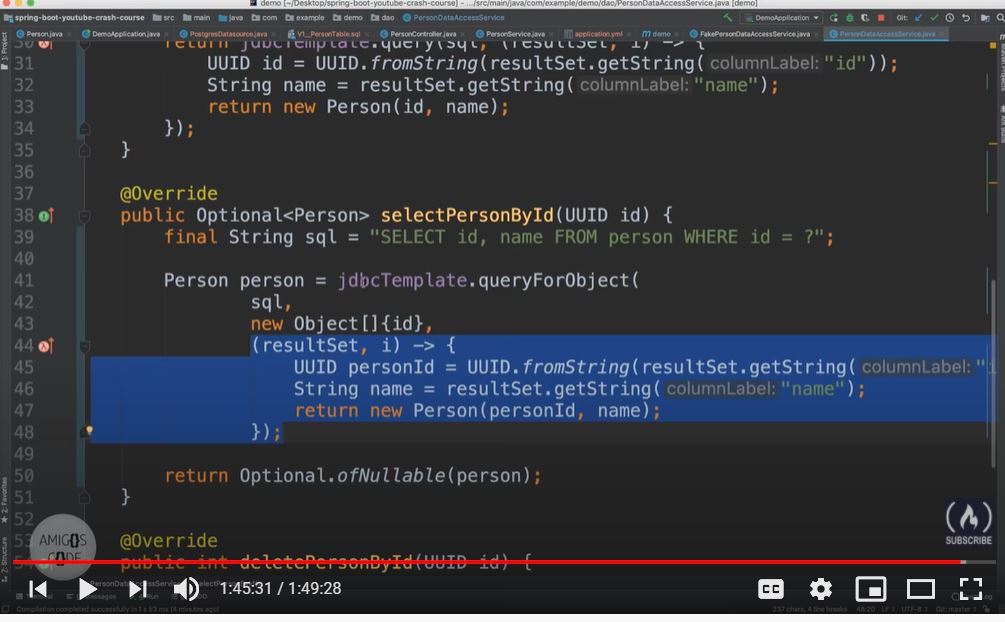 demo [~/Desktop/spring-boot-youtube-crash-course] - .../src/main/java/com/example/demo/dao/PersonDataAccessService.java [demo]
spring-boot-youtube-crash-course src main java com example demo dao PersonDataAccessService DemoApplication Git:
Person.java DemoApplication.java PostgresDatasource.java V1__PersonTable.sql PersonController.java PersonService.java application.yml demo FakePersonDataAccessService.java PersonDataAccessService.java
30 return jdbcTemplate.query(sql, (resultSet, i) -> {
31 UUID id = UUID.fromString(resultSet.getString( columnLabel: "id"));
32 String name = resultSet.getString( columnLabel: "name");
33 return new Person(id, name);
34 });
35 }
36
37 @Override
38 public Optional<Person> selectPersonById(UUID id) {
39 final String sql = "SELECT id, name FROM person WHERE id = ?";
40
41 Person person = jdbcTemplate.queryForObject(
42 sql,
43 new Object[]{id},
44 (resultSet, i) -> {
45 UUID personId = UUID.fromString(resultSet.getString( columnLabel: "i
46 String name = resultSet.getString( columnLabel: "name");
47 return new Person(personId, name);
48 });
49
50 return Optional.ofNullable(person);
51 }
52
53 @Override
54 public int deletePersonById(UUID id) {
AMIGOS
CODE
SUBSCRIBE
1:45:31 / 1:49:28
CC
Compilation completed successfully in 1 s 63 ms (4 minutes ago) 237 chars, 4 line breaks 48:20 LF UTF-8 Git: master